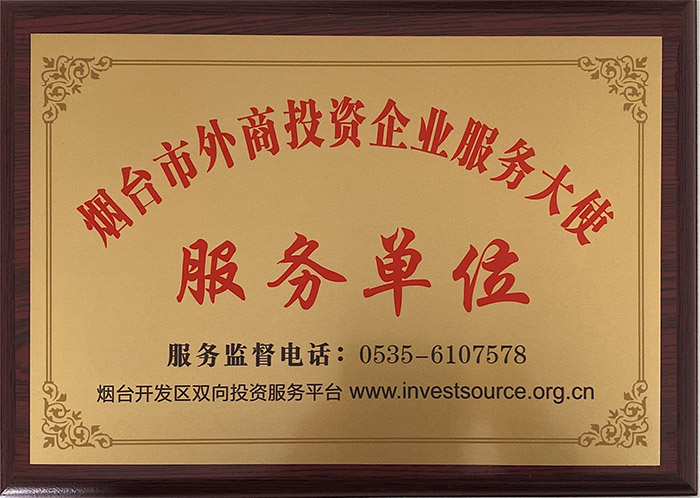 烟台市外商投资企业服务大使
服务单位
服务监督电话：0535-6107578
烟台开发区双向投资服务平台 www.investsource.org.cn